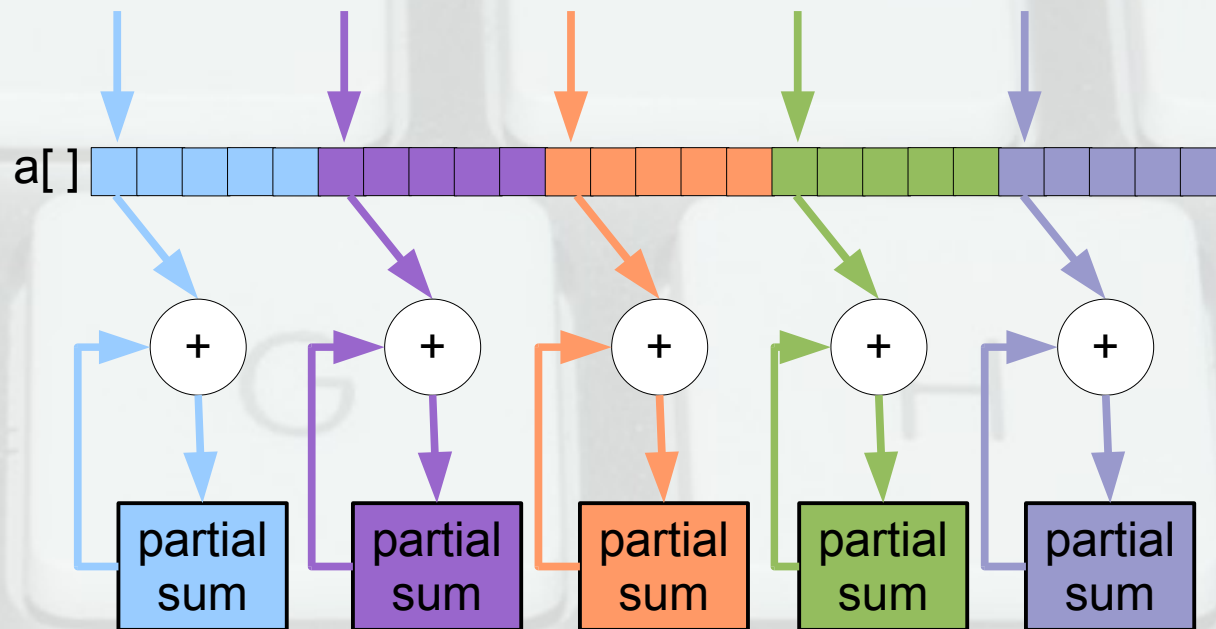 a[ ]
+ + + + +
G H
partial partial partial partial partial
sum sum sum sum sum